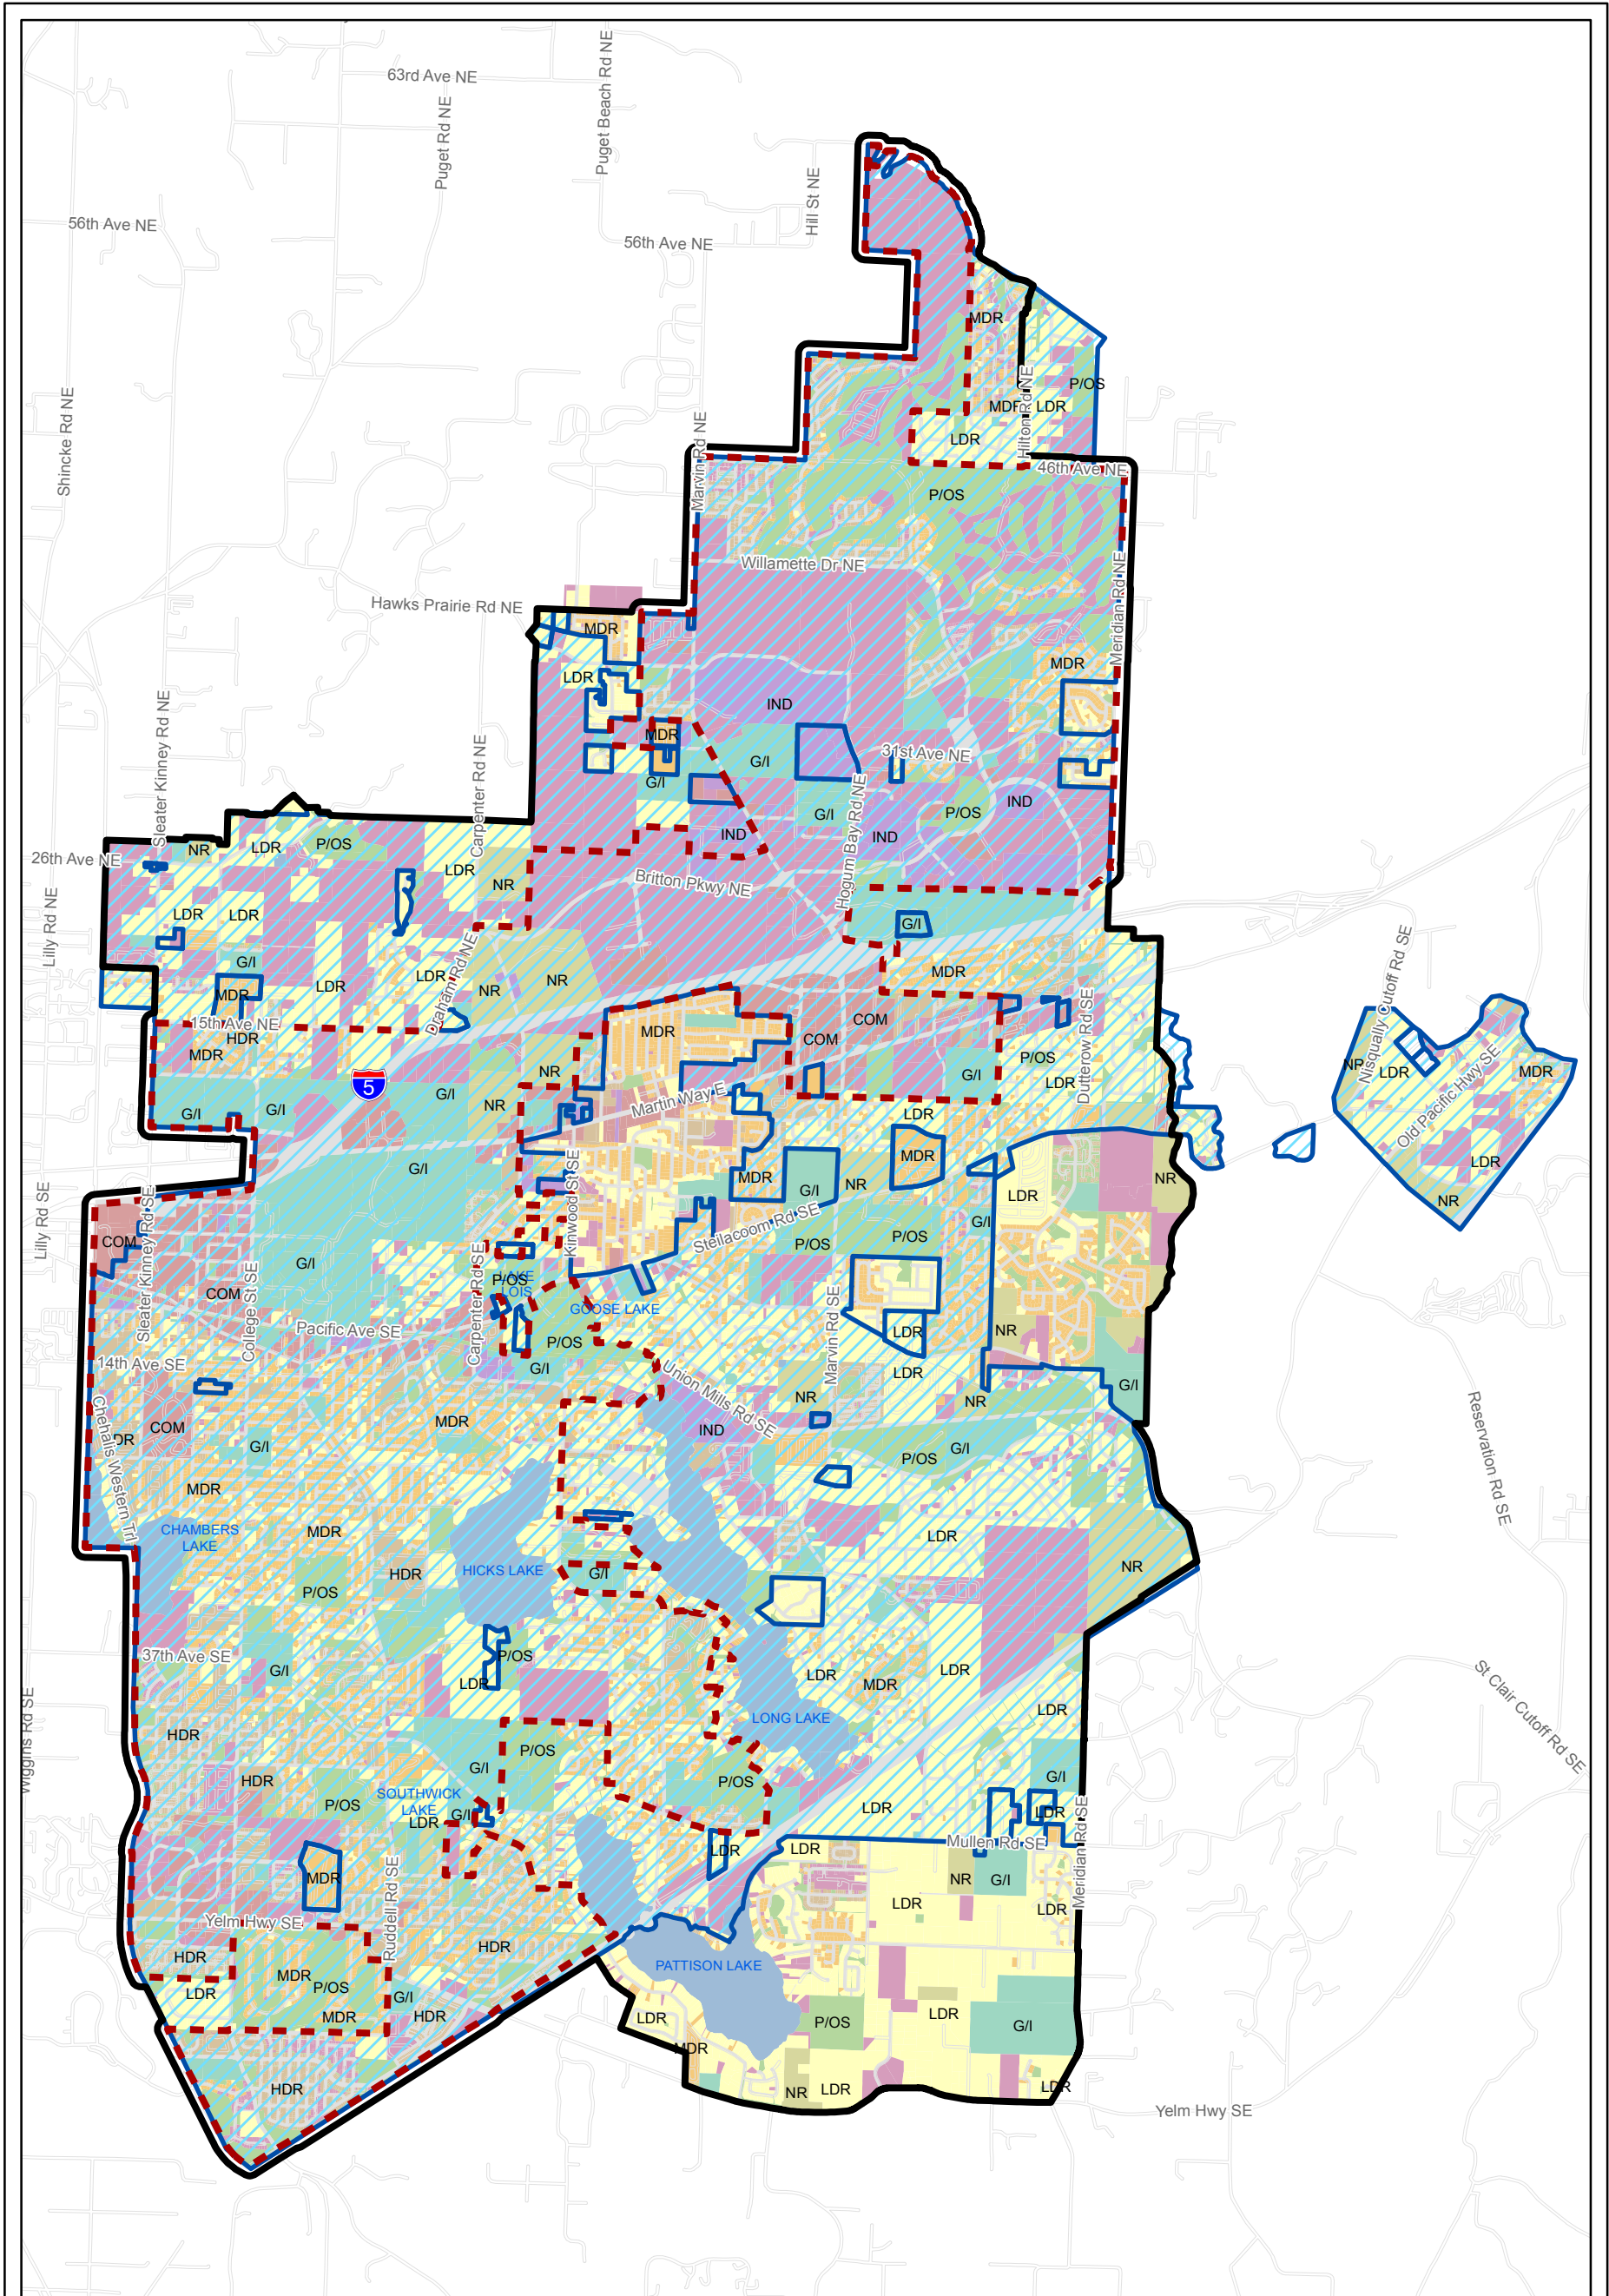 63rd Ave NE
Puget Rd NE
Puget Beach Rd NE
Hill St NE
56th Ave NE
56th Ave NE
MDR
P/OS
MDR
LDR
Hilton Rd NE
LDR
46th Ave NE
Shincke Rd NE
Marvin Rd NE
P/OS
Willamette Dr NE
Hawks Prairie Rd NE
MDR
Meridian Rd NE
MDR
LDR
IND
Sleater Kinney Rd NE
MDR
31st Ave NE
G/I
G/I
Carpenter Rd NE
IND
P/OS
G/I
IND
IND
Hogum Bay Rd NE
26th Ave NE
NR
LDR
P/OS
LDR
NR
Britton Pkwy NE
Lilly Rd NE
LDR
LDR
G/I
G/I
Draham Rd NE
LDR
NR
NR
MDR
MDR
LDR
15th Ave NE
HDR
MDR
MDR
COM
COM
Dutterow Rd SE
P/OS
LDR
Nisqually Cutoff Rd SE
NR
LDR
MDR
Old Pacific Hwy SE
LDR
NR
5
NR
G/I
NR
G/I
G/I
G/I
Martin Way E
LDR
G/I
MDR
MDR
G/I
NR
LDR
NR
Lilly Rd SE
Sleater Kinney Rd SE
Kinwood St SE
Steilacoom Rd SE
G/I
P/OS
P/OS
COM
G/I
COM
College St SE
Carpenter Rd SE
P/OS
LAKE
LOIS
GOOSE LAKE
Pacific Ave SE
P/OS
G/I
Marvin Rd SE
LDR
NR
14th Ave SE
Union Mills Rd SE
LDR
NR
NR
G/I
Reservation Rd SE
Chehalis Western Trl
COM
G/I
MDR
IND
P/OS
G/I
MDR
CHAMBERS
LAKE
MDR
LDR
HICKS LAKE
HDR
P/OS
G/I
NR
37th Ave SE
G/I
P/OS
LDR
LDR
MDR
LDR
LDR
St Clair Cutoff Rd SE
Wiggins Rd SE
HDR
LONG LAKE
P/OS
G/I
P/OS
HDR
G/I
SOUTHWICK
LAKE
P/OS
LDR
G/I
LDR
LDR
Mullen Rd SE
Meridian Rd SE
LDR
LDR
MDR
NR
G/I
LDR
LDR
Yelm Hwy SE
Ruddell Rd SE
HDR
HDR
PATTISON LAKE
MDR
P/OS
LDR
G/I
MDR
HDR
LDR
P/OS
LDR
G/I
MDR
HDR
NR
LDR
LDR
Yelm Hwy SE